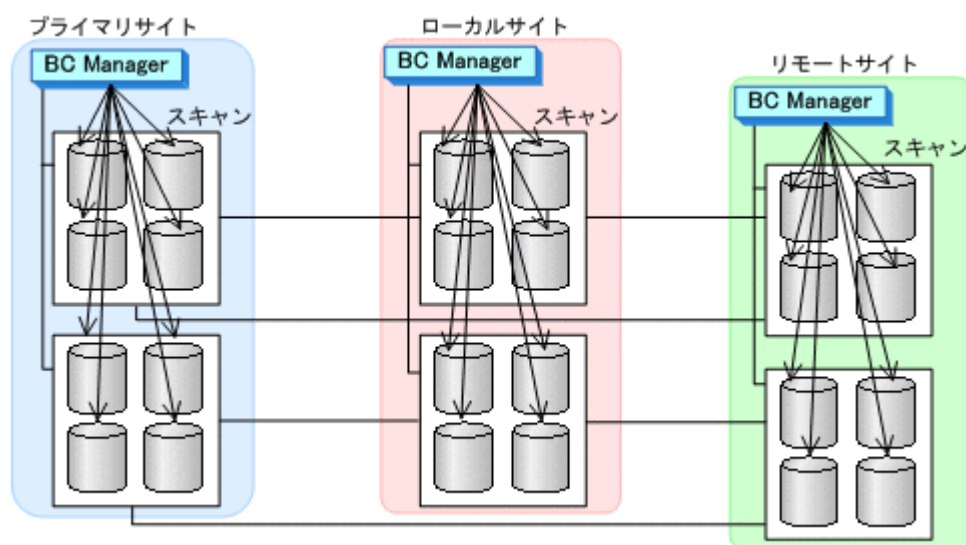 プライマリサイト
BC Manager
スキャン
ローカルサイト
BC Manager
スキャン
リモートサイト
BC Manager
スキャン